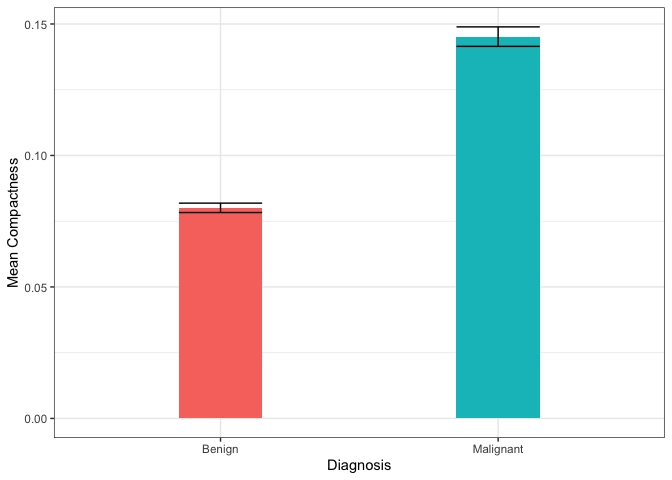 0.15
0.10
0.05
0.00
Mean Compactness
Benign
Malignant
Diagnosis